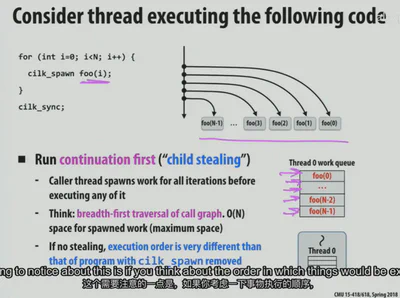 Consider thread executing the following code
for (int i=0; i<N; i++) {
cilk_spawn foo(i);
}
cilk_sync;
foo(N-1) ... foo(3) foo(2) foo(1) foo(0)
Run continuation first (“child stealing”)
- Caller thread spawns work for all iterations before
executing any of it
- Think: breadth-first traversal of call graph. O(N)
space for spawned work (maximum space)
- If no stealing, execution order is very different than
that of program with cilk_spawn removed
Thread 0 work queue
foo(0)
...
foo(N-2)
foo(N-1)
Thread 0
CMU 15-418/618, Spring 2018
ng to notice about this is if you think about the order in which things would be ex
这个需要注意的一点是，如果你考虑一下事物执行的顺序，